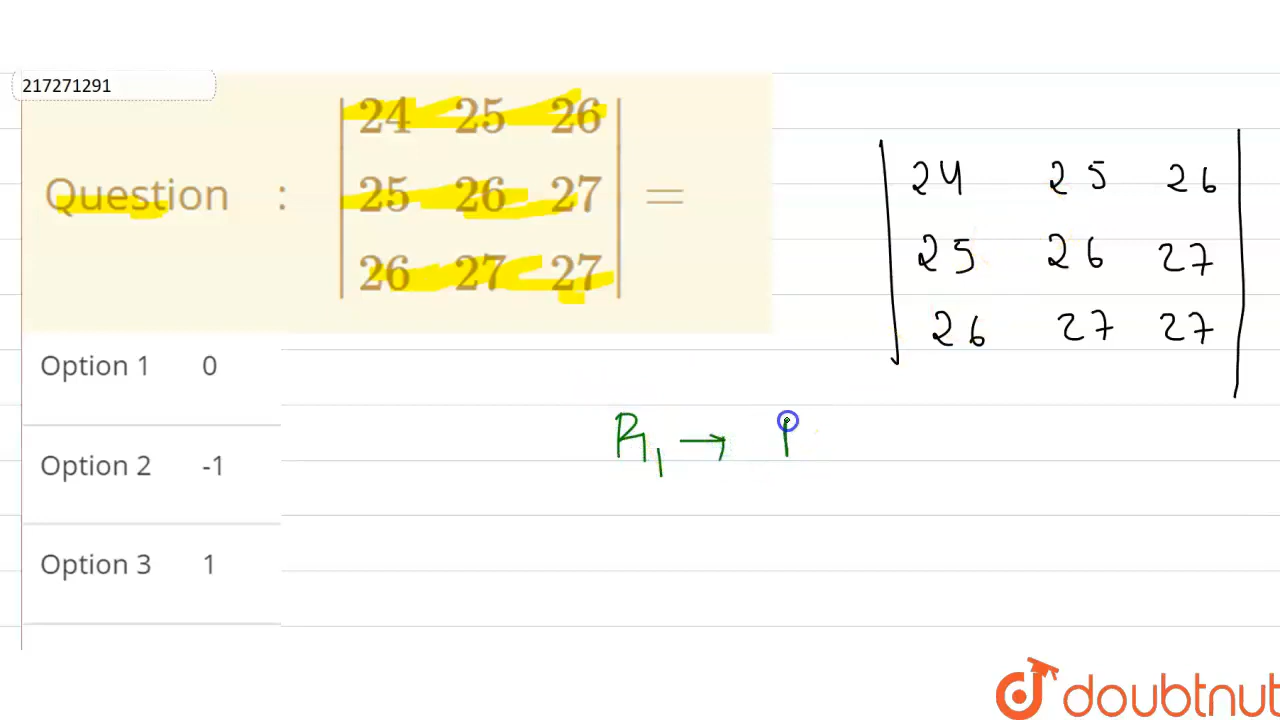 217271291
24 25 26
Question : 25 26 27 =
26 27 27
Option 1 0
Option 2 -1
Option 3 1
24 25 26
25 26 27
26 27 27
R₁ →
doubtnut